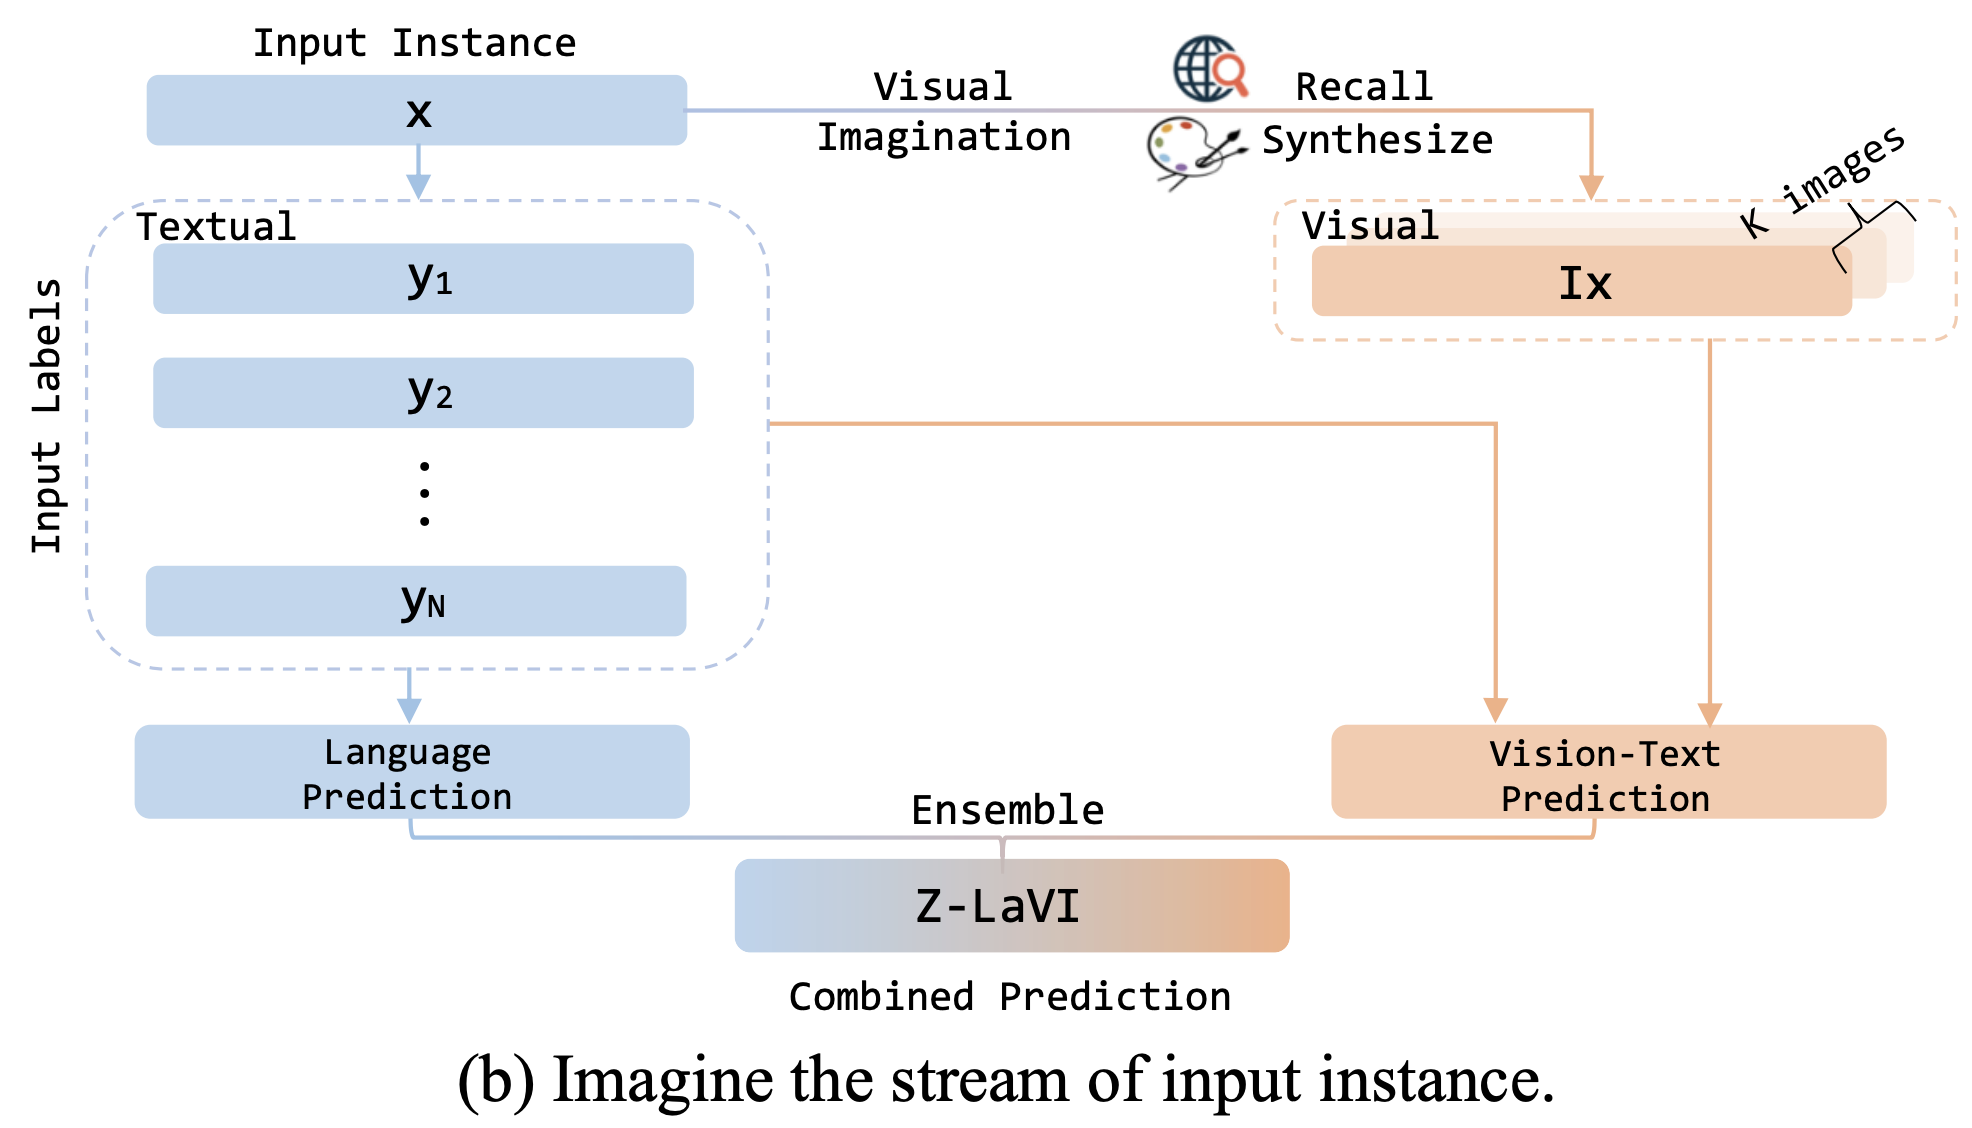 Input Instance
x
Visual
Imagination
Recall
Synthesize
K images
Textual
Visual
Input Labels
y1
y2
yN
Ix
Language
Prediction
Vision-Text
Prediction
Ensemble
Z-LaVI
Combined Prediction
(b) Imagine the stream of input instance.